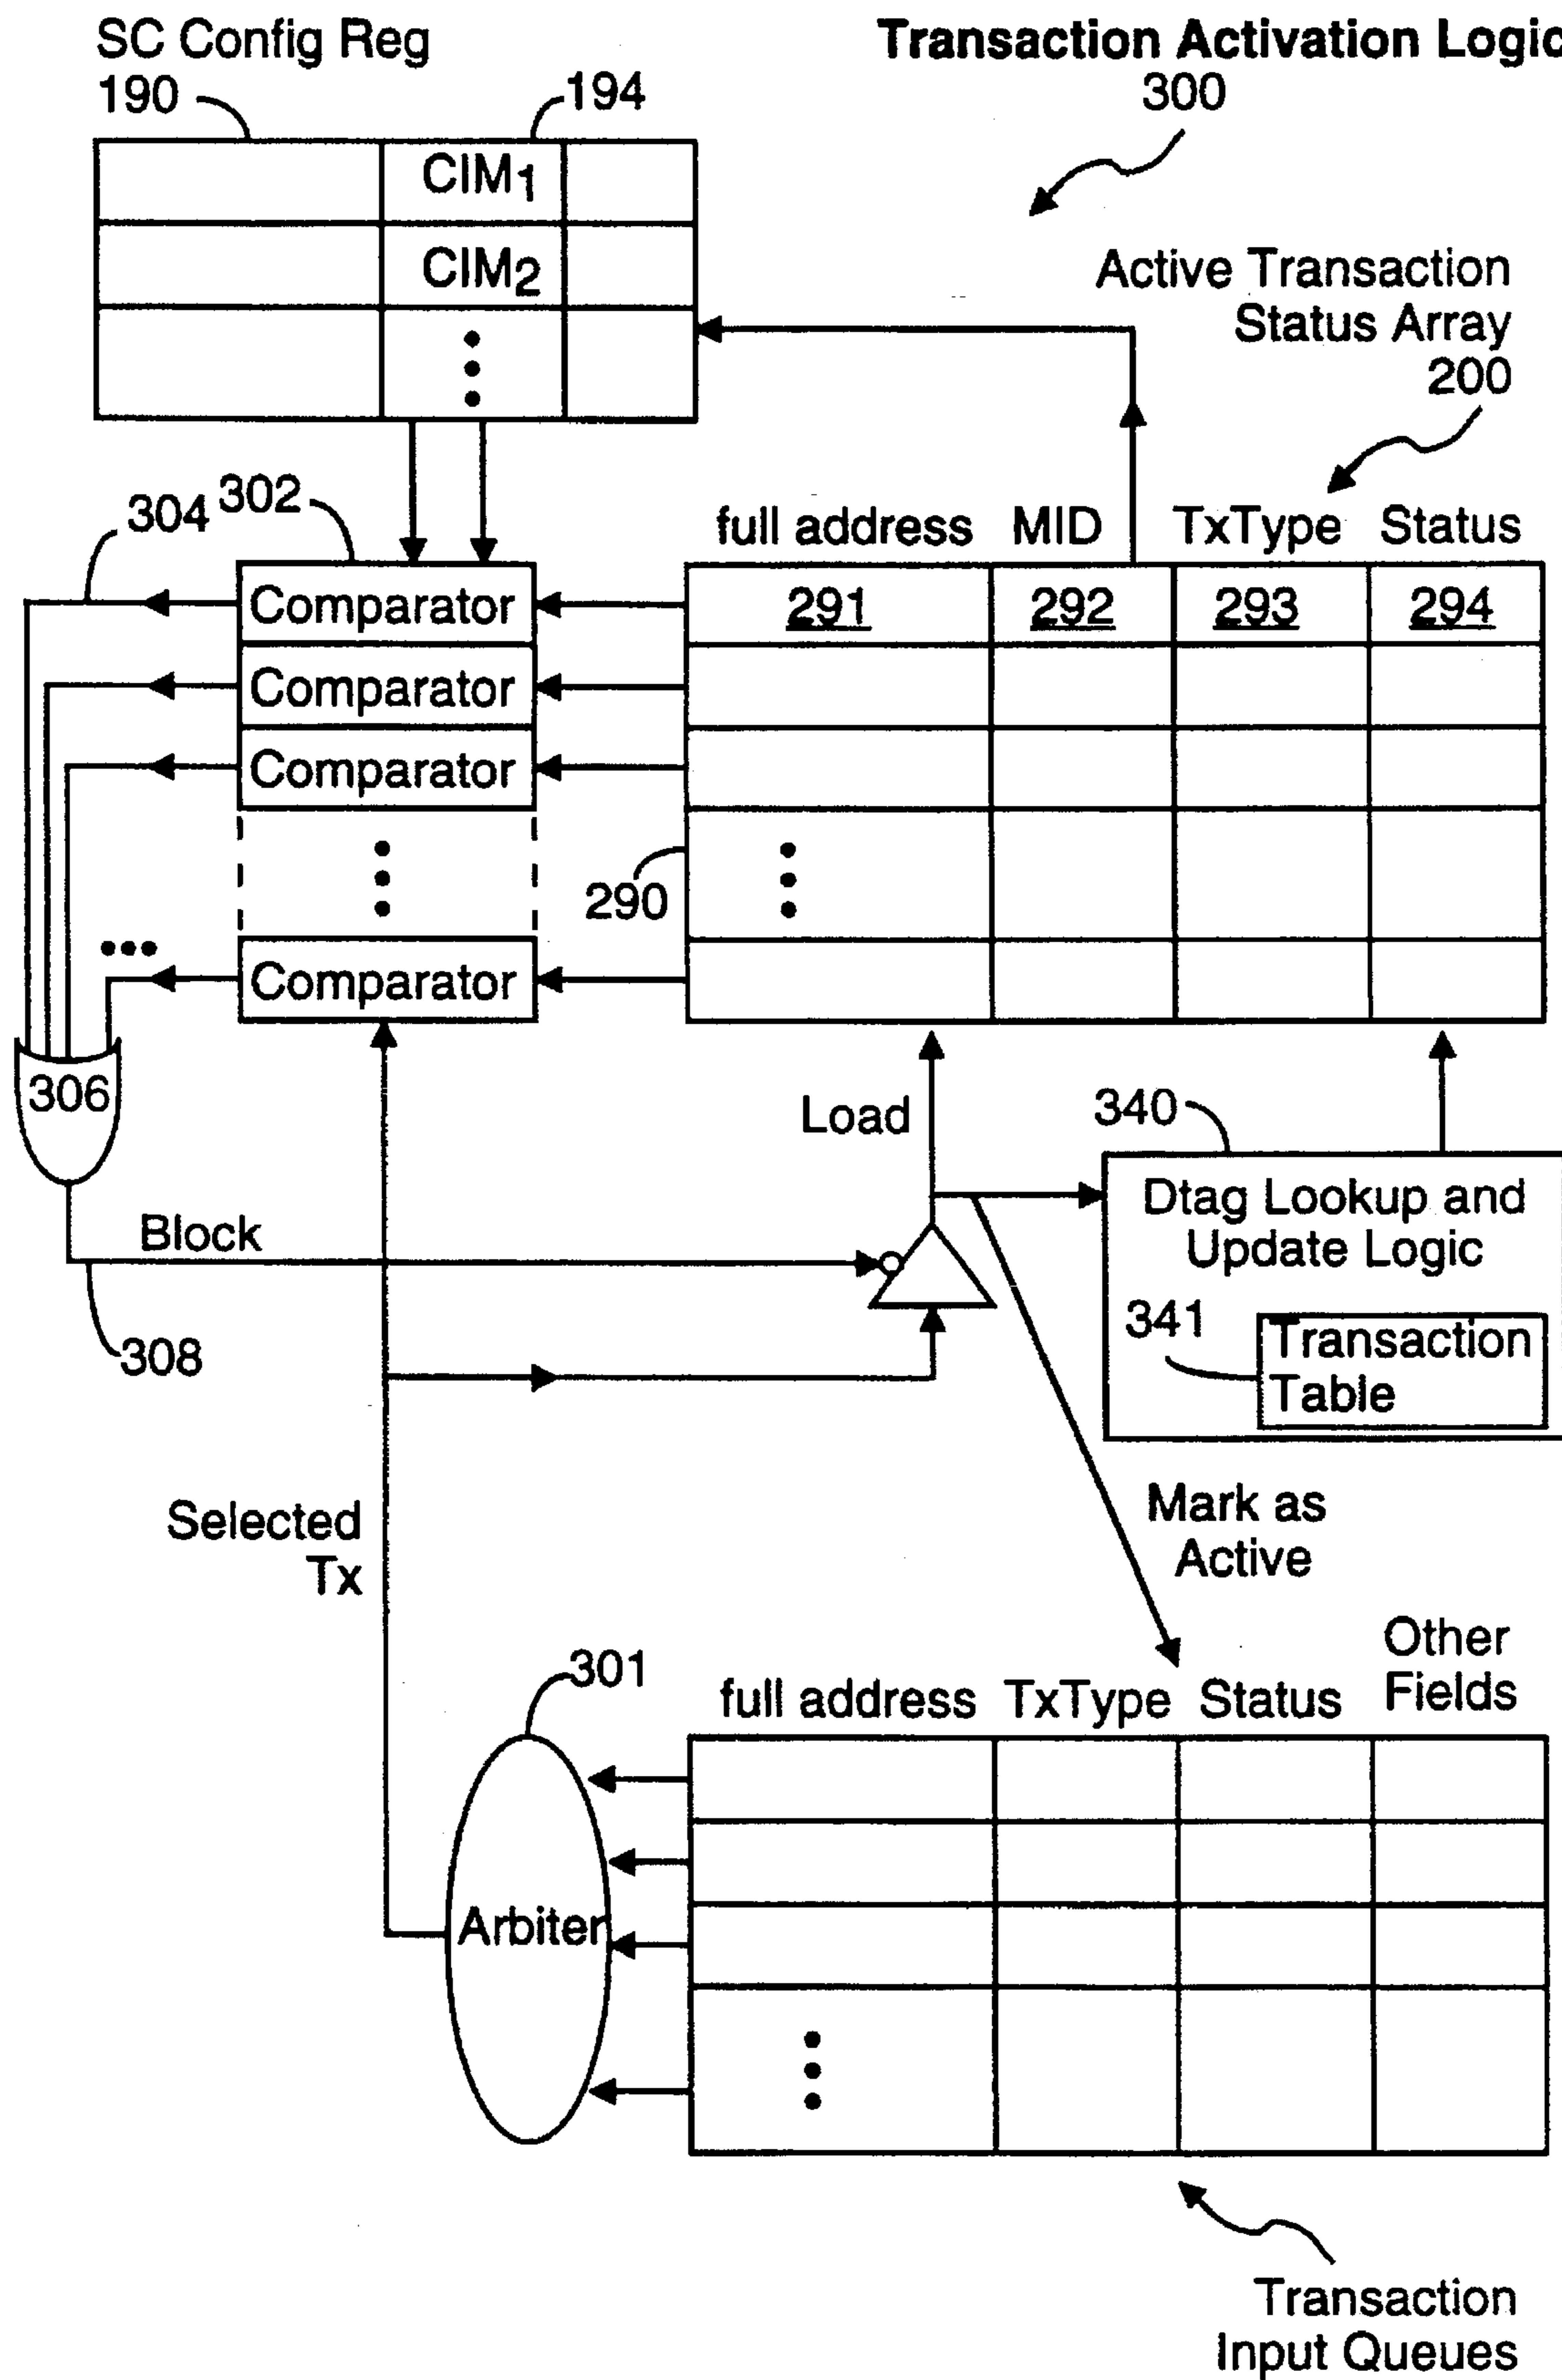 SC Config Reg
190
194
Transaction Activation Logic
300
CIM1
CIM2
Active Transaction
Status Array
200
304
302
full address MID TxType Status
Comparator
291 292 293 294
Comparator
Comparator
290
Comparator
306
Load
340
Block
Dtag Lookup and
Update Logic
308
341
Transaction
Table
Selected
Tx
Mark as
Active
301
full address TxType Status Other
Fields
Arbiter
Transaction
Input Queues